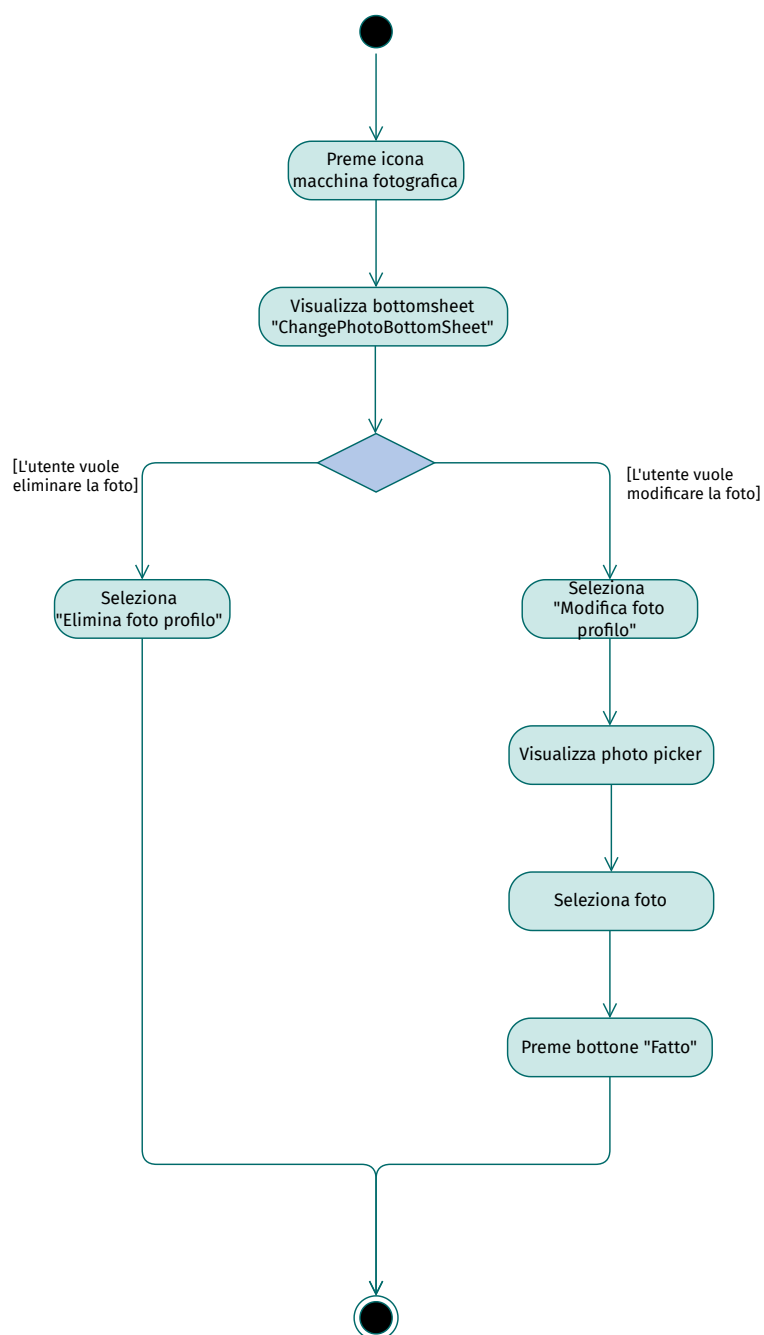 Preme icona
macchina fotografica
Visualizza bottomsheet
"ChangePhotoBottomSheet"
[L'utente vuole
eliminare la foto]
[L'utente vuole
modificare la foto]
Seleziona
"Elimina foto profilo"
Seleziona
"Modifica foto
profilo"
Visualizza photo picker
Seleziona foto
Preme bottone "Fatto"